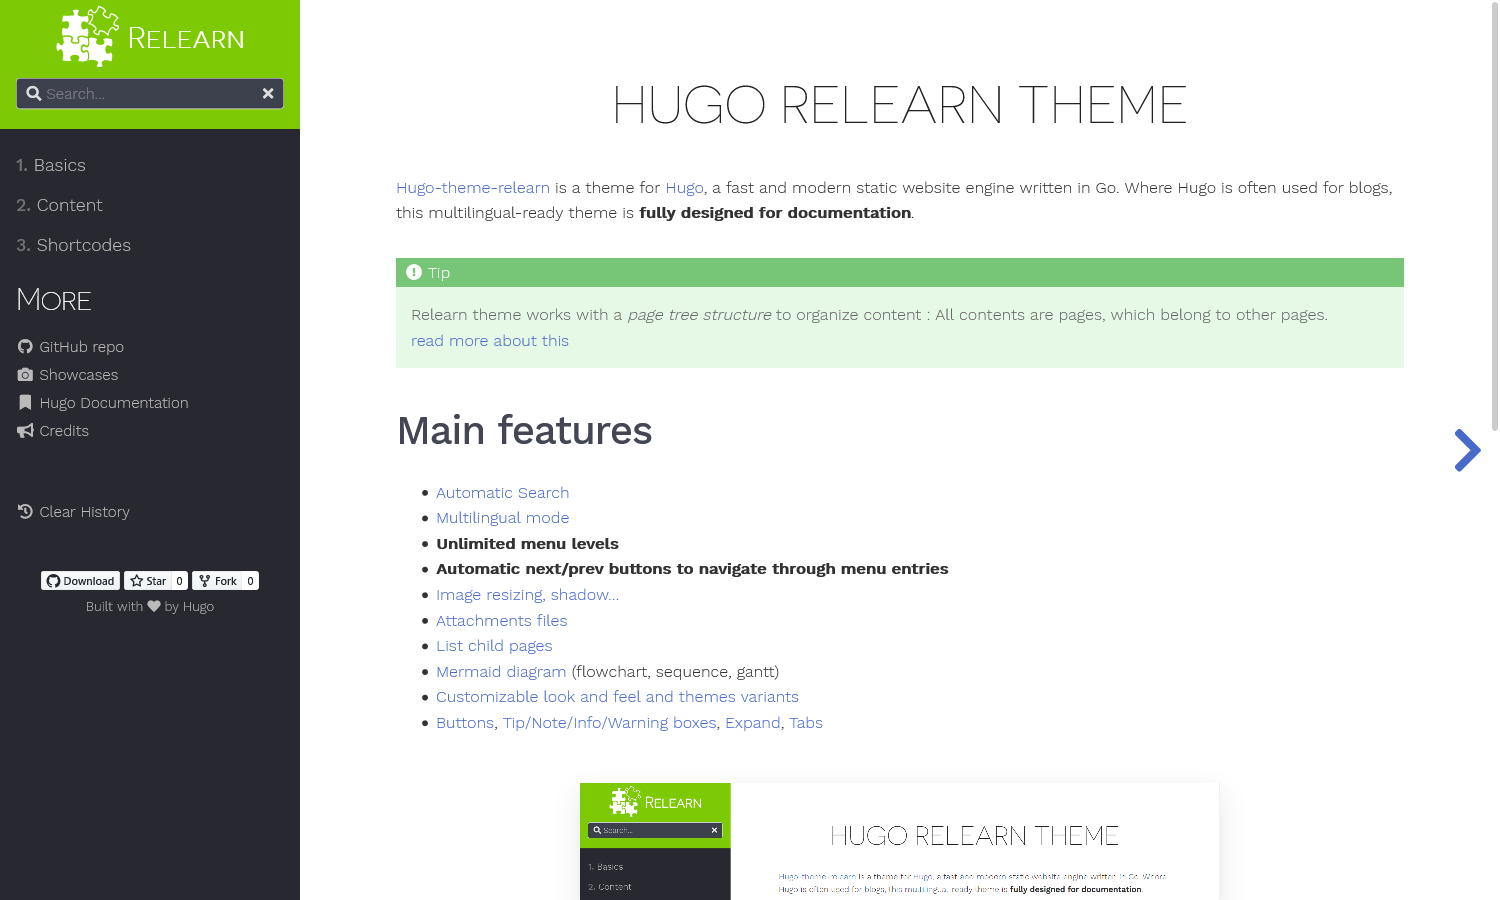 RELEARN
Search...
1. Basics
2. Content
3. Shortcodes
MORE
GitHub repo
Showcases
Hugo Documentation
Credits
Clear History
Download Star 0 Fork 0
Built with by Hugo
HUGO RELEARN THEME
Hugo-theme-relearn is a theme for Hugo, a fast and modern static website engine written in Go. Where Hugo is often used for blogs,
this multilingual-ready theme is fully designed for documentation.
Tip
Relearn theme works with a page tree structure to organize content : All contents are pages, which belong to other pages.
read more about this
Main features
Automatic Search
Multilingual mode
Unlimited menu levels
Automatic next/prev buttons to navigate through menu entries
Image resizing, shadow...
Attachments files
List child pages
Mermaid diagram (flowchart, sequence, gantt)
Customizable look and feel and themes variants
Buttons, Tip/Note/Info/Warning boxes, Expand, Tabs
RELEARN
Search...
1. Basics
2. Content
HUGO RELEARN THEME
Hugo-theme-relearn is a theme for Hugo, a fast and modern static website engine written in Go. Where
Hugo is often used for blogs, this multilingual-ready theme is fully designed for documentation.